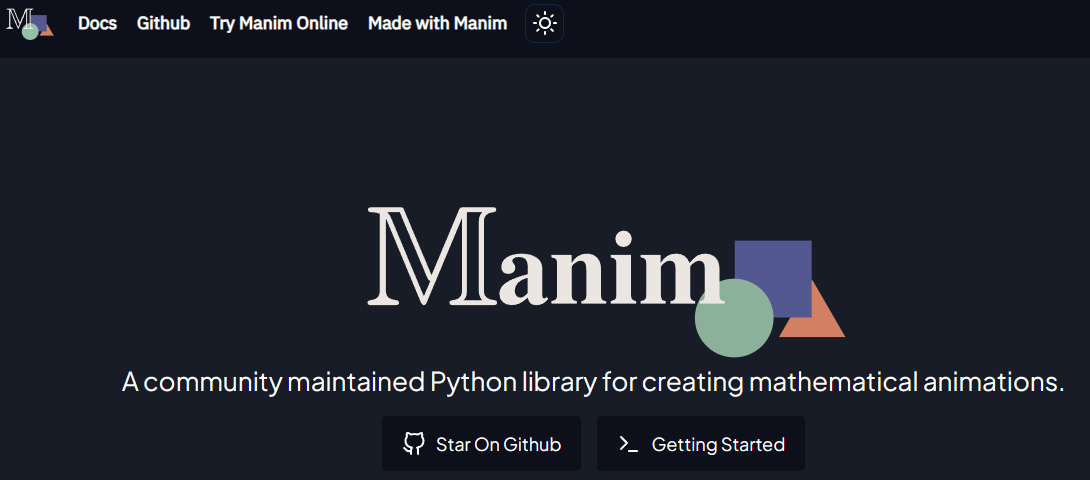 M Docs Github Try Manim Online Made with Manim
Manim
A community maintained Python library for creating mathematical animations.
Star On Github Getting Started